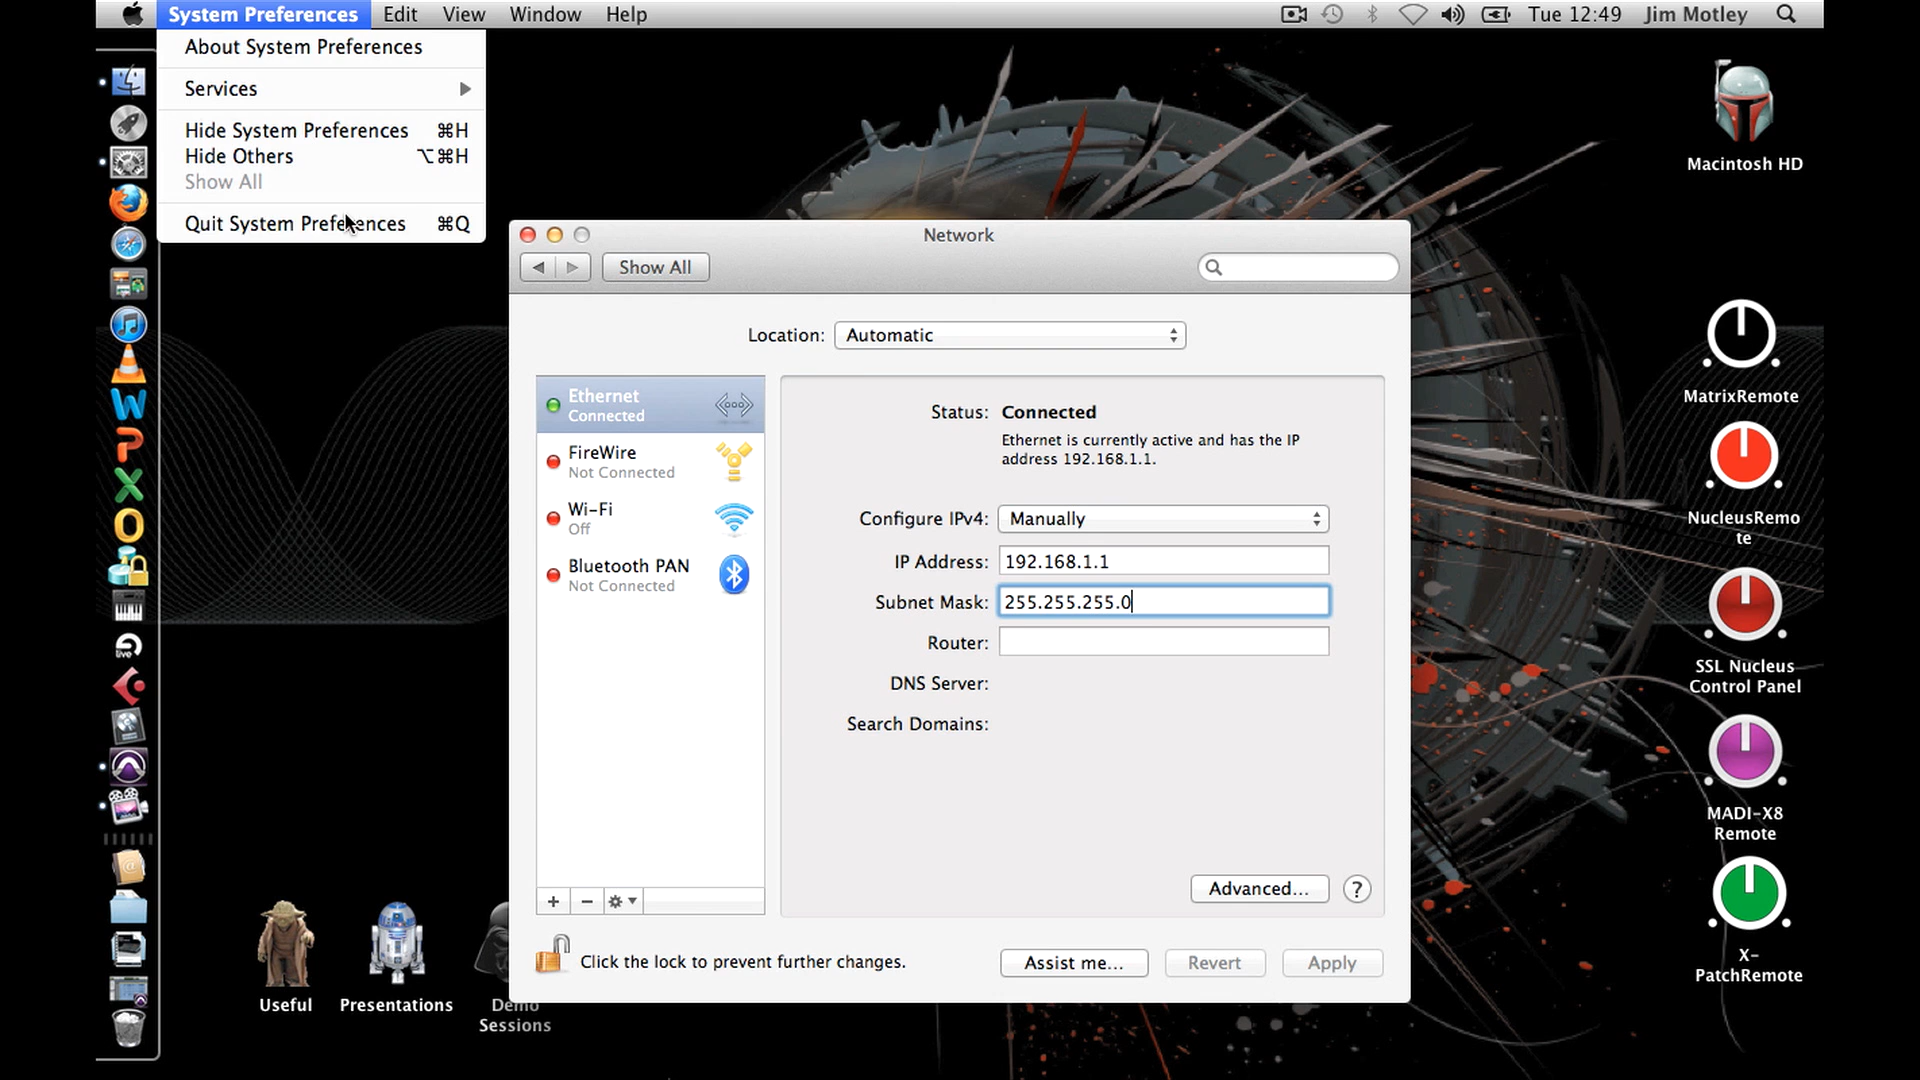 System Preferences Edit View Window Help Tue 12:49 Jim Motley
About System Preferences
Services
Hide System Preferences ⌘H
Hide Others ⌥⌘H
Show All
Quit System Preferences ⌘Q
Network
Show All
Location: Automatic
Ethernet
Connected
FireWire
Not Connected
Wi-Fi
Off
Bluetooth PAN
Not Connected
Status: Connected
Ethernet is currently active and has the IP
address 192.168.1.1.
Configure IPv4: Manually
IP Address: 192.168.1.1
Subnet Mask: 255.255.255.0
Router:
DNS Server:
Search Domains:
Advanced... ?
Click the lock to prevent further changes.
Assist me... Revert Apply
Macintosh HD
MatrixRemote
NucleusRemo
te
SSL Nucleus
Control Panel
MADI-X8
Remote
X-
PatchRemote
Useful
Presentations
Demo
Sessions
live